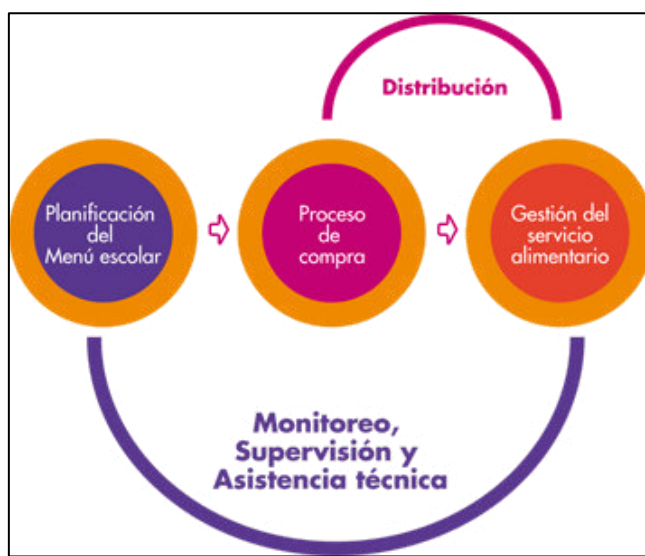 Distribución
Planificación
del
Menú escolar
Proceso
de
compra
Gestión del
servicio
alimentario
Monitoreo,
Supervisión y
Asistencia técnica